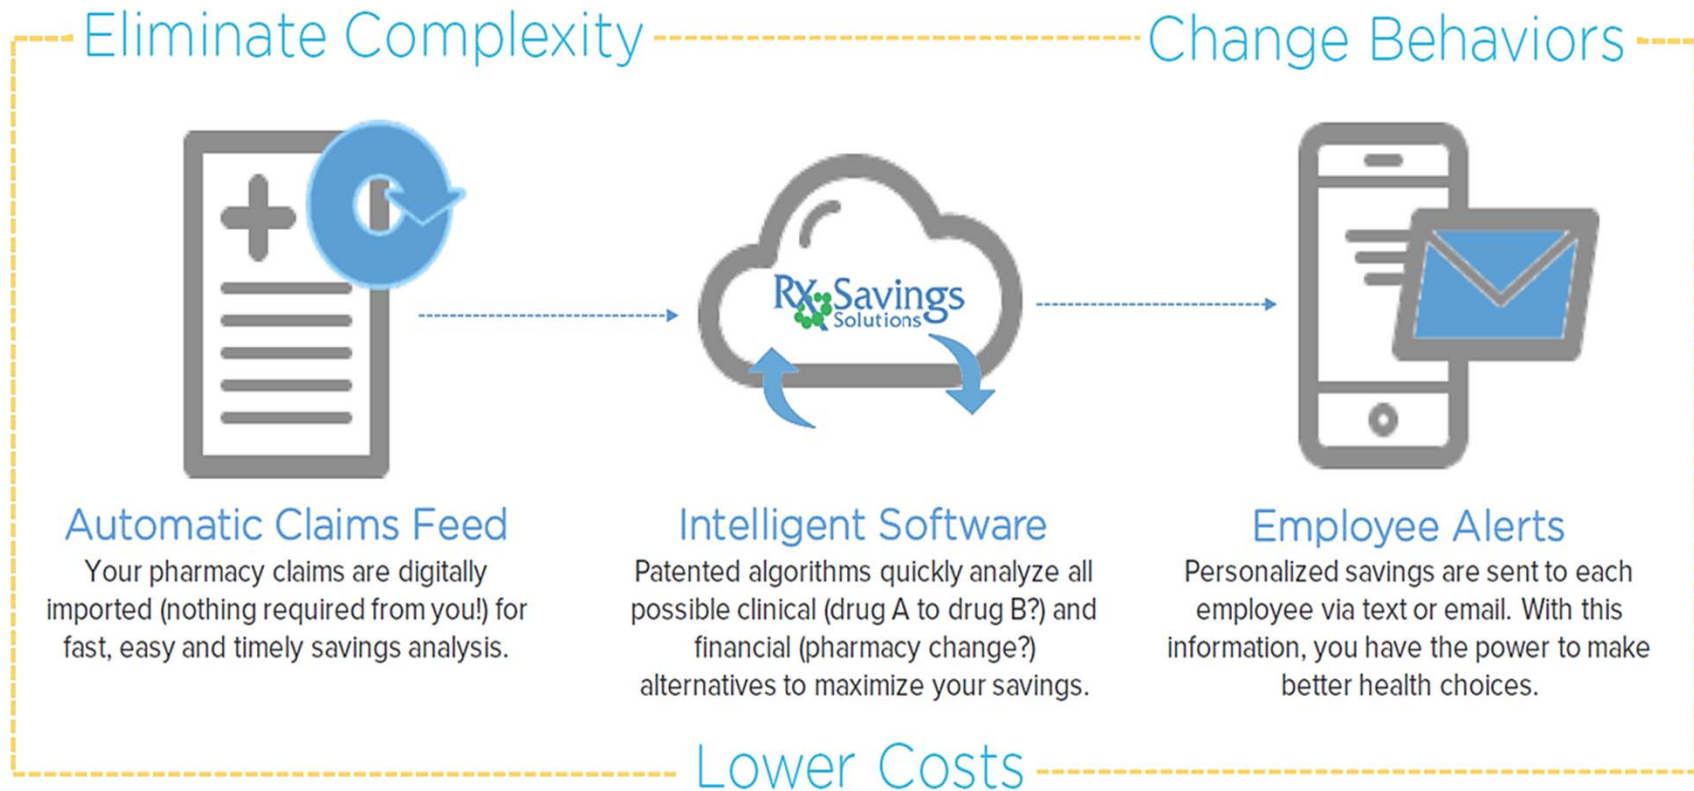 Eliminate Complexity
Change Behaviors
Rx Savings
Solutions
Automatic Claims Feed
Your pharmacy claims are digitally
imported (nothing required from you!) for
fast, easy and timely savings analysis.
Intelligent Software
Patented algorithms quickly analyze all
possible clinical (drug A to drug B?) and
financial (pharmacy change?)
alternatives to maximize your savings.
Employee Alerts
Personalized savings are sent to each
employee via text or email. With this
information, you have the power to make
better health choices.
Lower Costs